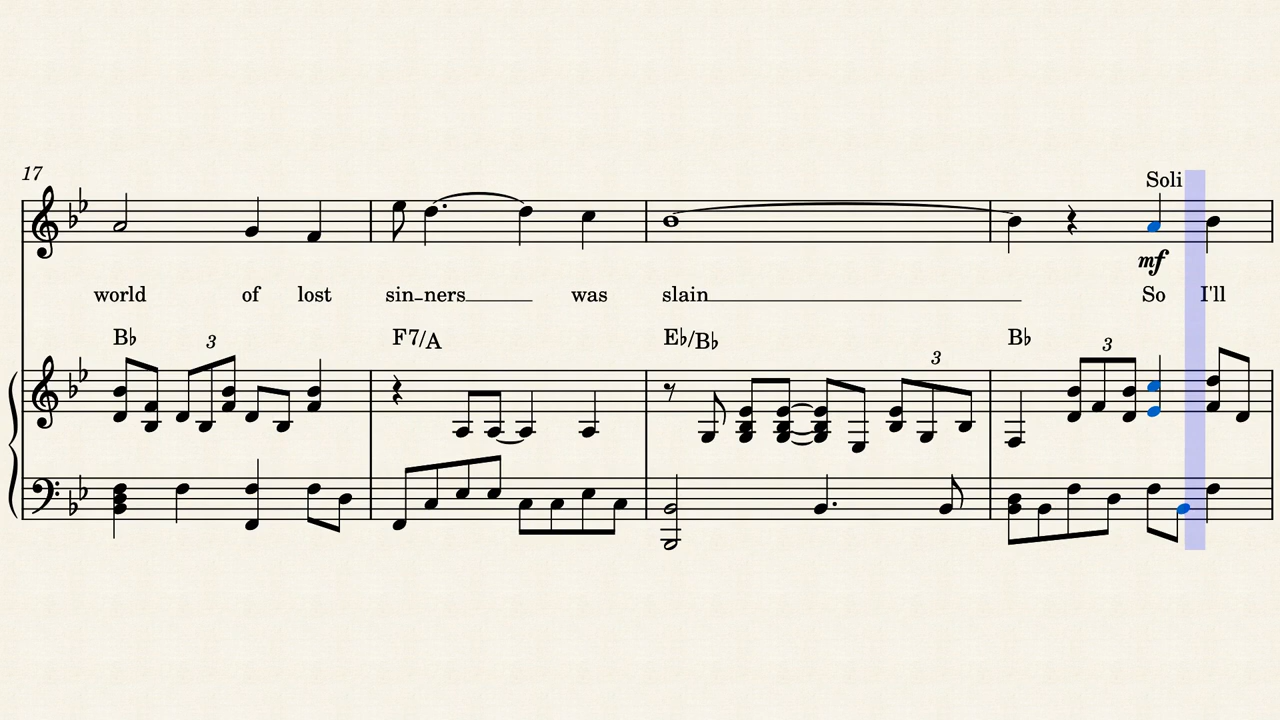 17
Soli
mf
world of lost sin-ners was slain So I'll
B♭ F7/A E♭/B♭ B♭
3 3 3